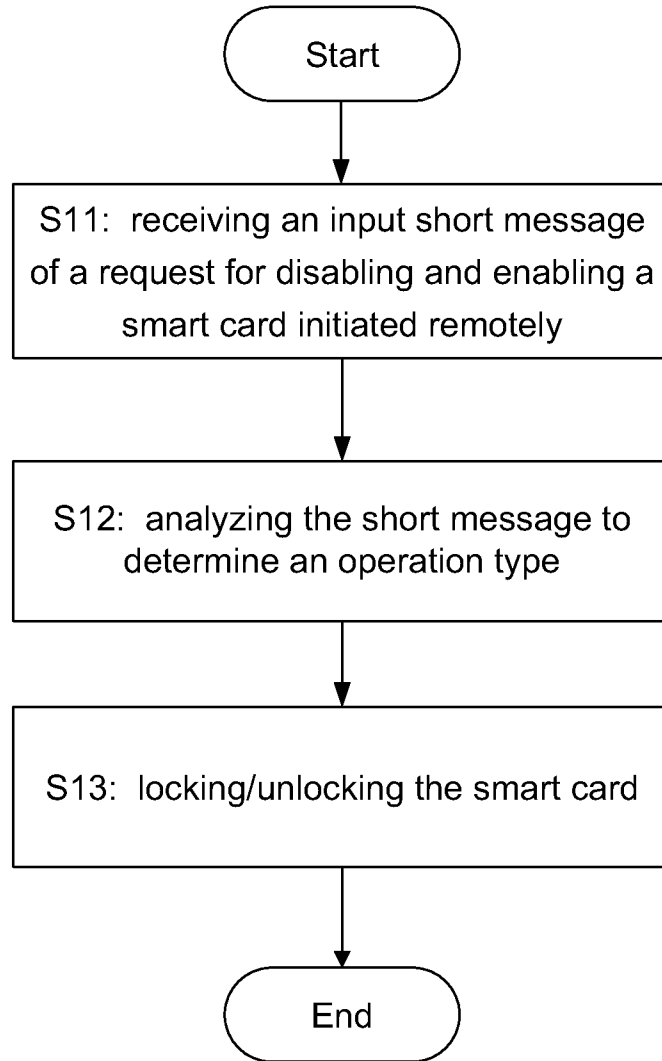 Start
S11: receiving an input short message
of a request for disabling and enabling a
smart card initiated remotely
S12: analyzing the short message to
determine an operation type
S13: locking/unlocking the smart card
End